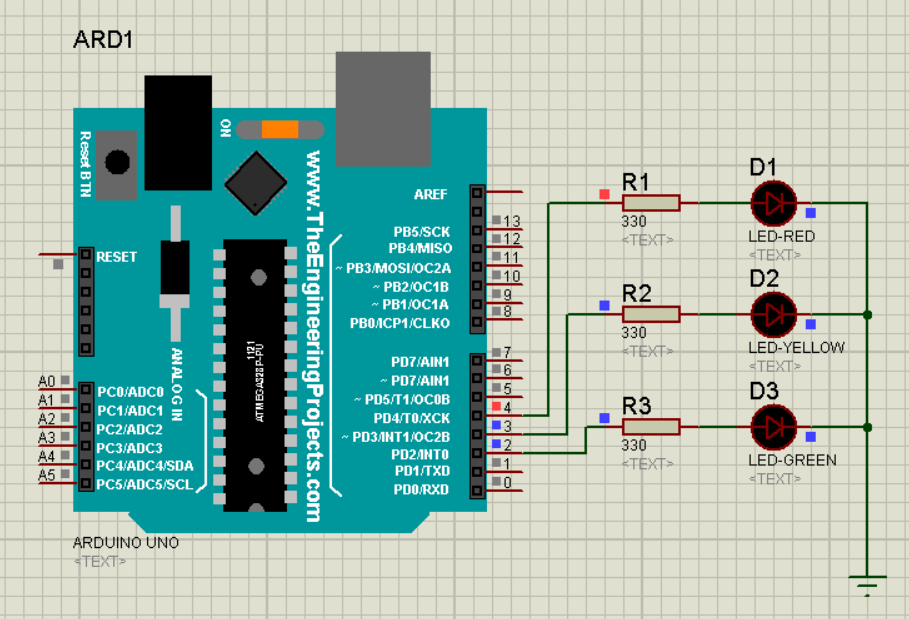 ARD1
Reset BTN
ON
www.TheEngineeringProjects.com
RESET
ANALOG IN
ATMEGA328P-PU
1121
A0 PC0/ADC0
A1 PC1/ADC1
A2 PC2/ADC2
A3 PC3/ADC3
A4 PC4/ADC4/SDA
A5 PC5/ADC5/SCL
AREF
PB5/SCK 13
PB4/MISO 12
~ PB3/MOSI/OC2A 11
~ PB2/OC1B 10
~ PB1/OC1A 9
PB0/ICP1/CLKO 8
PD7/AIN1 7
~ PD7/AIN1 6
~ PD5/T1/OC0B 5
PD4/T0/XCK 4
~ PD3/INT1/OC2B 3
PD2/INT0 2
PD1/TXD 1
PD0/RXD 0
ARDUINO UNO
<TEXT>
R1
330
<TEXT>
D1
LED-RED
<TEXT>
R2
330
<TEXT>
D2
LED-YELLOW
<TEXT>
R3
330
<TEXT>
D3
LED-GREEN
<TEXT>